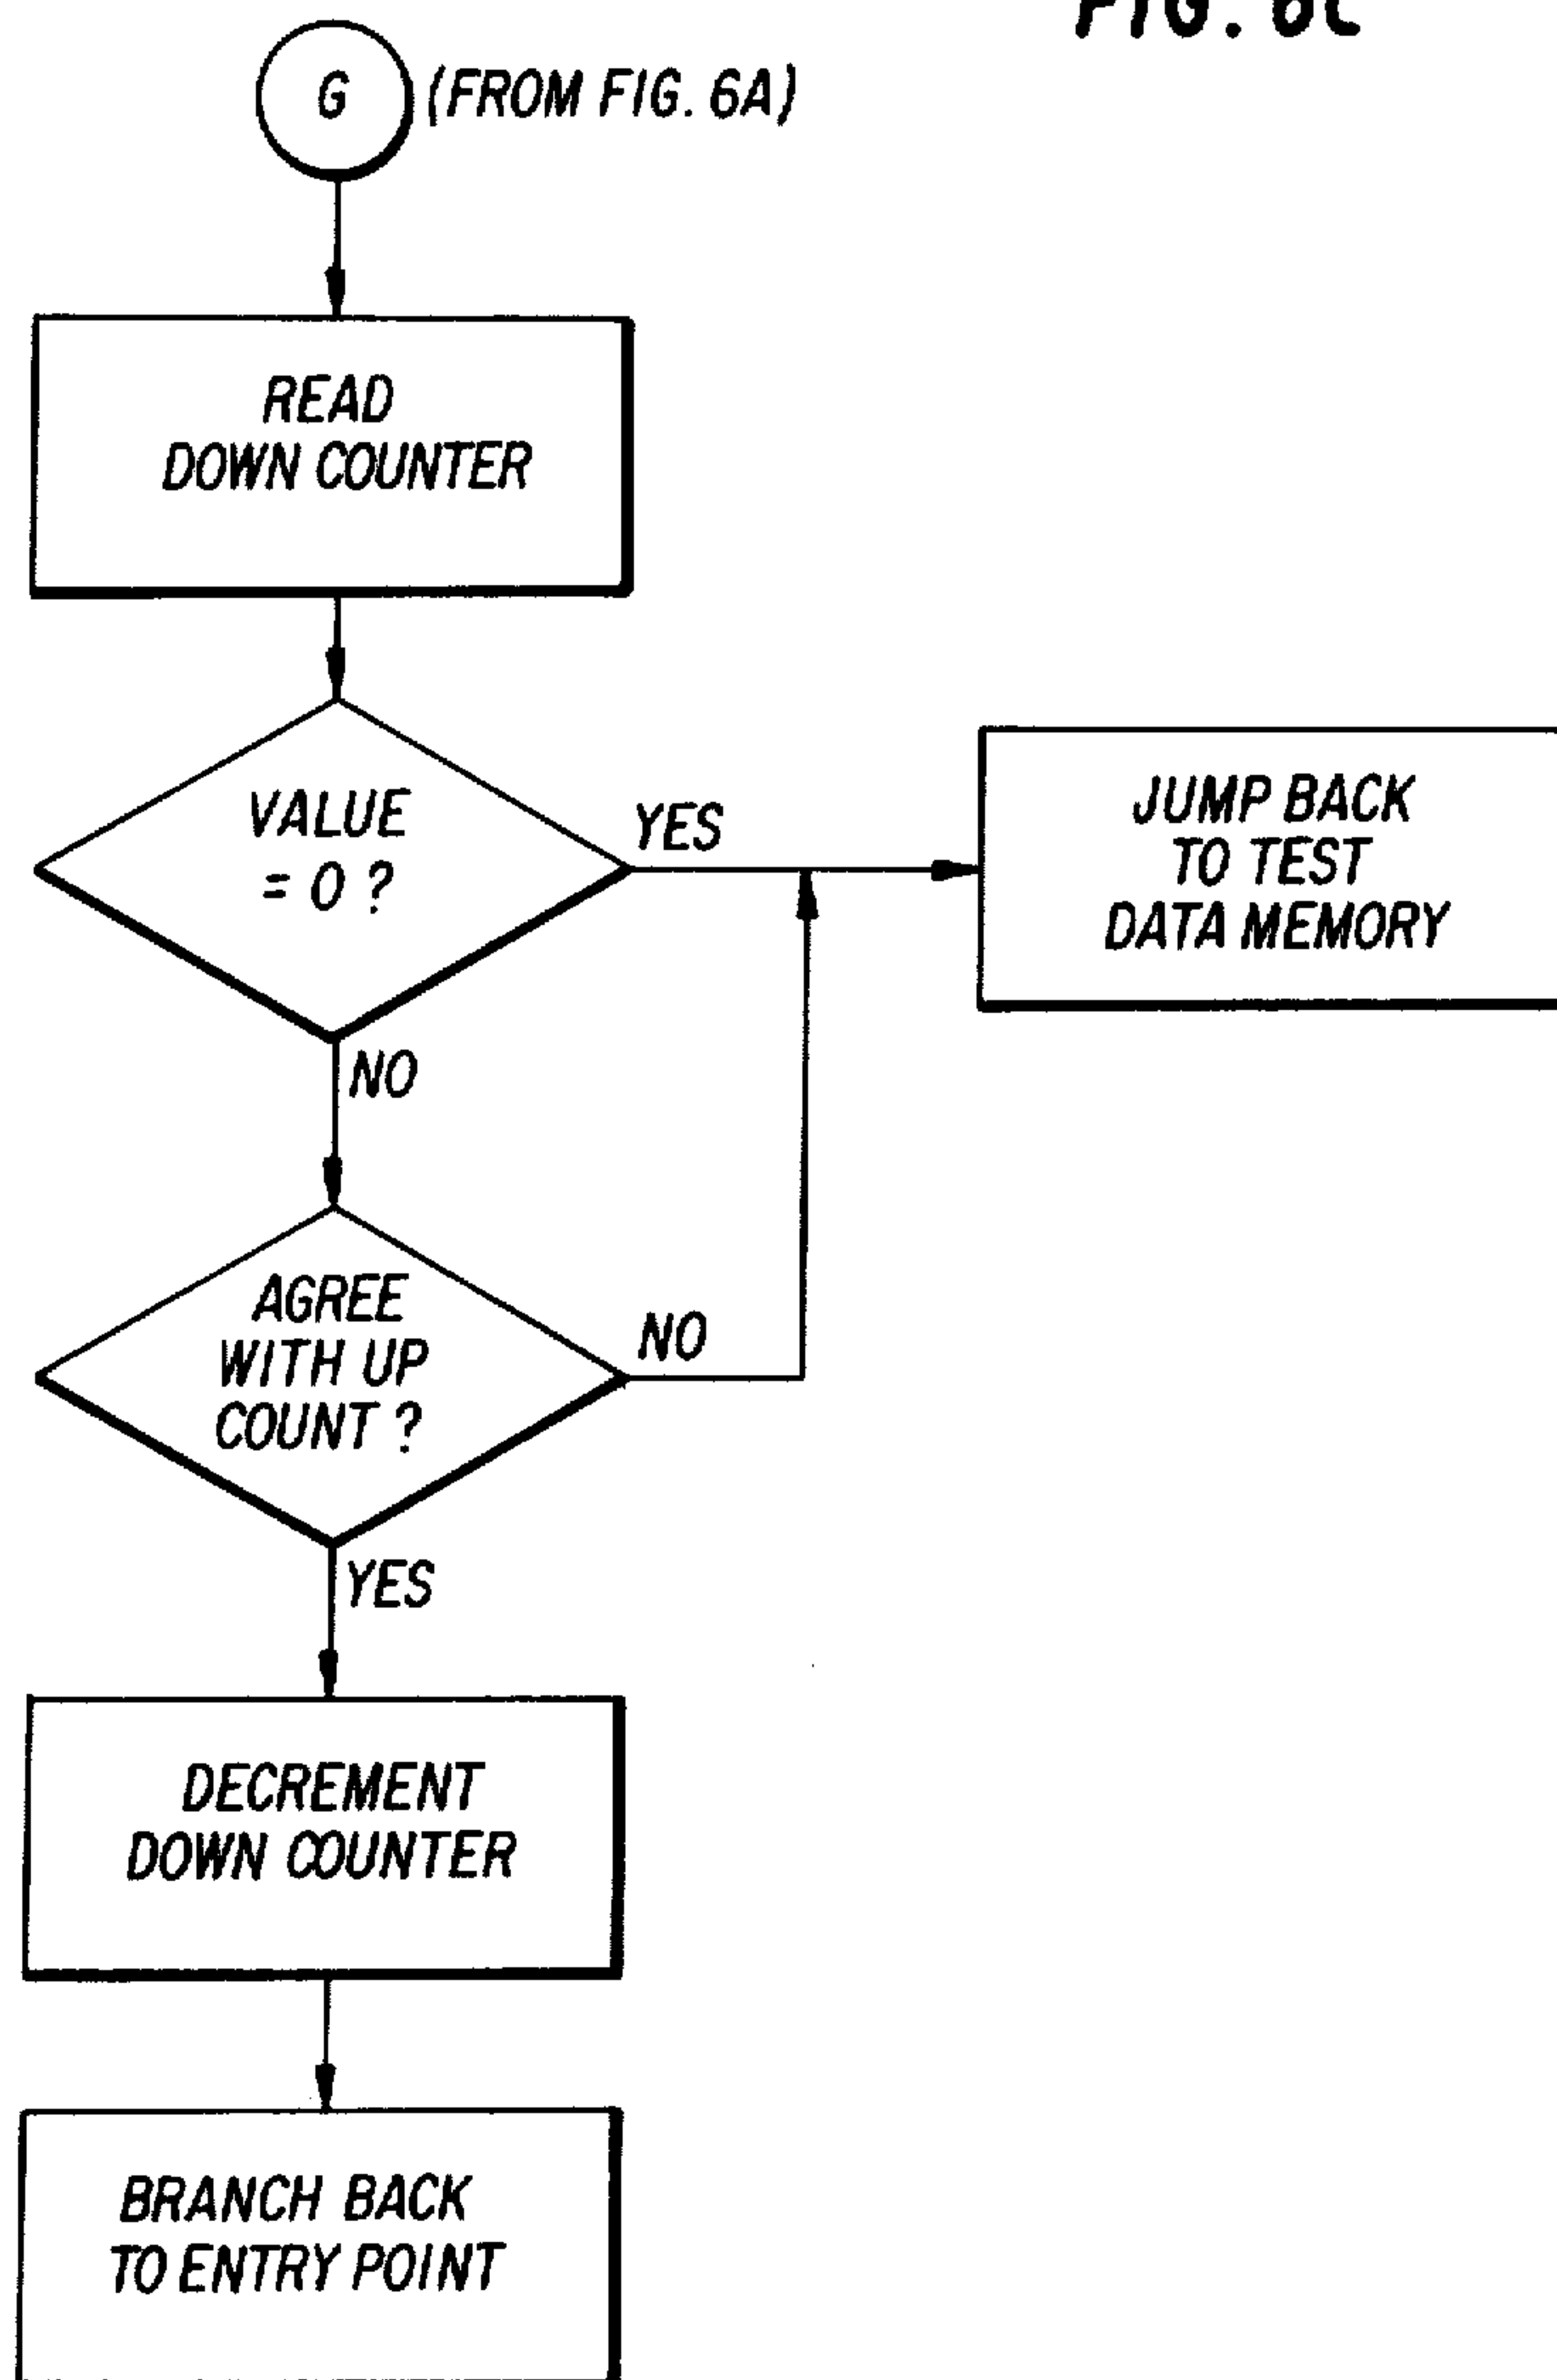 G (FROM FIG. 6A)
READ
DOWN COUNTER
VALUE
= 0 ?
YES
JUMP BACK
TO TEST
DATA MEMORY
NO
AGREE
WITH UP
COUNT ?
NO
YES
DECREMENT
DOWN COUNTER
BRANCH BACK
TO ENTRY POINT